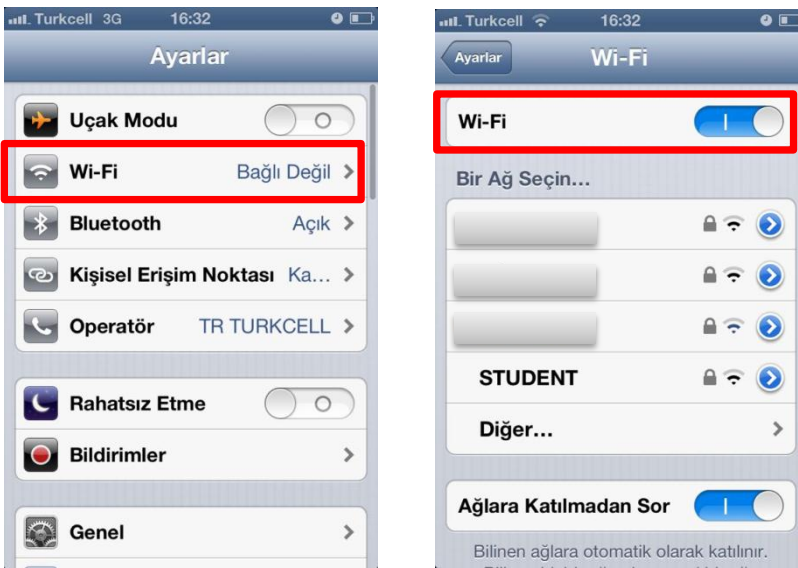 Turkcell 3G 16:32
Ayarlar
Uçak Modu
Wi-Fi Bağlı Değil
Bluetooth Açık
Kişisel Erişim Noktası Ka...
Operatör TR TURKCELL
Rahatsız Etme
Bildirimler
Genel
Turkcell 16:32
Ayarlar Wi-Fi
Wi-Fi
Bir Ağ Seçin...
STUDENT
Diğer...
Ağlara Katılmadan Sor
Bilinen ağlara otomatik olarak katılınır.